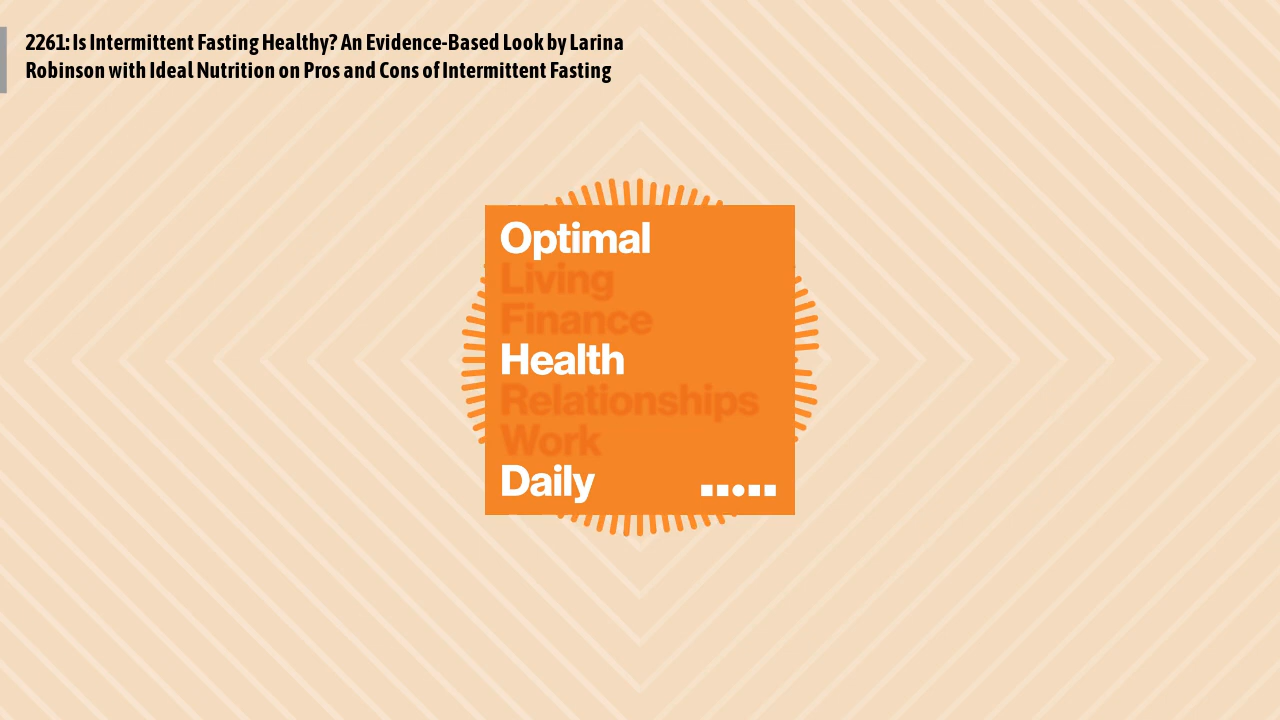 2261: Is Intermittent Fasting Healthy? An Evidence-Based Look by Larina
Robinson with Ideal Nutrition on Pros and Cons of Intermittent Fasting
Optimal
Living
Finance
Health
Relationships
Work
Daily